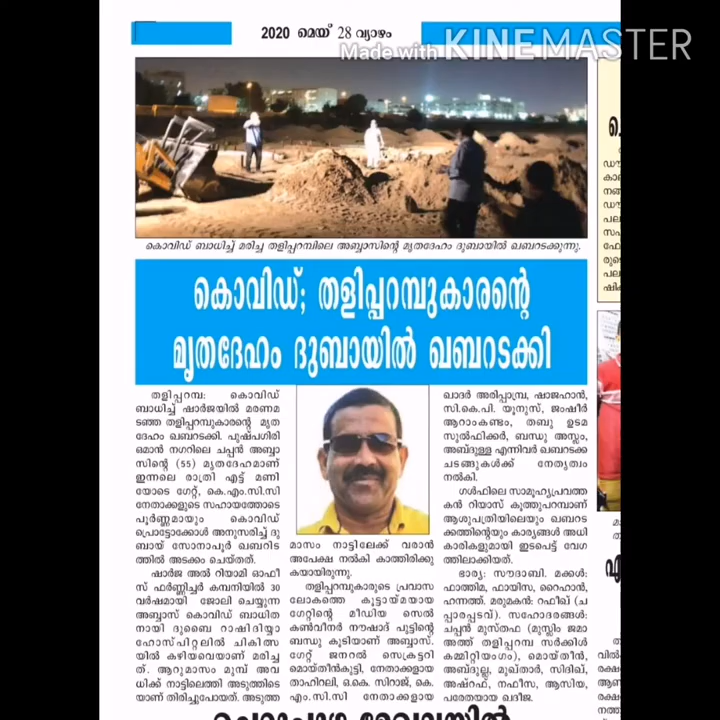 2020 മെയ് 28 വ്യാഴം
Made with KINEMASTER
കൊവിഡ് ബാധിച്ച് മരിച്ച തളിപ്പറമ്പിലെ അബ്ബാസിന്റെ മൃതദേഹം ദുബായിൽ ഖബറടക്കുന്നു.
കൊവിഡ്; തളിപ്പറമ്പുകാരന്റെ
മൃതദേഹം ദുബായിൽ ഖബറടക്കി
തളിപ്പറമ്പ: കൊവിഡ്
ബാധിച്ച് ഷാർജയിൽ മരണമ
ടഞ്ഞ തളിപ്പറമ്പുകാരന്റെ മൃത
ദേഹം ഖബറടക്കി. പുഷ്പഗിരി
ഒമാൻ നഗറിലെ ചപ്പൻ അബ്ബാ
സിന്റെ (55) മൃതദേഹമാണ്
ഇന്നലെ രാത്രി എട്ട് മണി
യോടെ ഗേറ്റ്, കെ.എം.സി.സി
നേതാക്കളുടെ സഹായത്തോടെ
പൂർണ്ണമായും കൊവിഡ്
പ്രൊട്ടോക്കോൾ അനുസരിച്ച് ദു
ബായ് സോനാപൂർ ഖബറിട
ത്തിൽ അടക്കം ചെയ്തത്.
ഷാർജ അൽ റിയാമി ഓഫീ
സ് ഫർണ്ണിച്ചർ കമ്പനിയിൽ 30
വർഷമായി ജോലി ചെയ്യുന്ന
അബ്ബാസ് കൊവിഡ് ബാധിത
നായി ദുബൈ റാഷിദിയ്യാ
ഹോസ്പിറ്റലിൽ ചികിത്സ
യിൽ കഴിയവെയാണ് മരിച്ച
ത്. ആറുമാസം മുമ്പ് അവ
ധിക്ക് നാട്ടിലെത്തി അടുത്തിടെ
യാണ് തിരിച്ചുപോയത്. അടുത്ത
മാസം നാട്ടിലേക്ക് വരാൻ
അപേക്ഷ നൽകി കാത്തിരിക്കു
കയായിരുന്നു.
തളിപ്പറമ്പുകാരുടെ പ്രവാസ
ലോകത്തെ കൂട്ടായ്മയായ
ഗേറ്റിന്റെ മീഡിയ സെൽ
കൺവീനർ നൗഷാദ് പുട്ടിന്റെ
ബന്ധു കൂടിയാണ് അബ്ബാസ്.
ഗേറ്റ് ജനറൽ സെക്രട്ടറി
മൊയ്തീൻകുട്ടി, നേതാക്കളായ
താഹിറലി, ഒ.കെ. സിറാജ്, കെ.
എം.സി.സി നേതാക്കളായ
ഖാദർ അരിപ്പാമ്പ്ര, ഷാജഹാൻ,
സി.കെ.പി. യൂനുസ്, ജംഷീർ
ആറാംകണ്ടം, തബു ഉടമ
സുൽഫിക്കർ, ബന്ധു അസ്ലം,
അബ്ദുള്ള എന്നിവർ ഖബറടക്ക
ചടങ്ങുകൾക്ക് നേതൃത്വം
നൽകി.
ഗൾഫിലെ സാമൂഹ്യപ്രവത്ത
കൻ റിയാസ് കൂത്തുപറമ്പാണ്
ആശുപത്രിയിലെയും ഖബറട
ക്കത്തിന്റെയും കാര്യങ്ങൾ അധി
കാരികളുമായി ഇടപെട്ട് വേഗ
ത്തിലാക്കിയത്.
ഭാര്യ: സൗദാബി. മക്കൾ:
ഫാത്തിമ, ഫായിസ, റൈഹാൻ,
ഹന്നത്ത്. മരുമകൻ: റഫീഖ് (ച
പ്പാരപ്പടവ്). സഹോദരങ്ങൾ:
ചപ്പൻ മുസ്തഫ (മുസ്ലിം ജമാ
അത്ത് തളിപ്പറമ്പ സർക്കിൾ
കമ്മിറ്റിയംഗം), മൊയ്തീൻ,
അബ്ദുല്ല, മുഖ്താർ, സിദിഖ്,
അഷ്റഫ്, നഫീസ, ആസിയ,
പരേതയായ ഖദീജ.